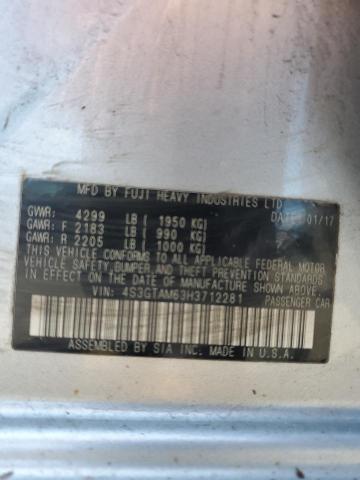 MFD BY FUJI HEAVY INDUSTRIES LTD.
DATE: 01/17
GVWR: 4299 LB ( 1950 KG)
GAWR: F 2183 LB ( 990 KG)
GAWR: R 2205 LB ( 1000 KG)
THIS VEHICLE CONFORMS TO ALL APPLICABLE FEDERAL MOTOR
VEHICLE SAFETY, BUMPER, AND THEFT PREVENTION STANDARDS
IN EFFECT ON THE DATE OF MANUFACTURE SHOWN ABOVE.
VIN: 4S3GTAM63H3712281 PASSENGER CAR
ASSEMBLED BY SIA INC. MADE IN U.S.A.